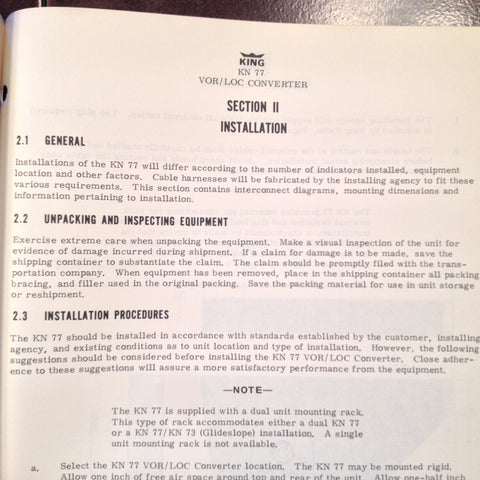 KING
KN 77
VOR/LOC CONVERTER
SECTION II
INSTALLATION
2.1 GENERAL
Installations of the KN 77 will differ according to the number of indicators installed, equipment
location and other factors. Cable harnesses will be fabricated by the installing agency to fit these
various requirements. This section contains interconnect diagrams, mounting dimensions and
information pertaining to installation.
2.2 UNPACKING AND INSPECTING EQUIPMENT
Exercise extreme care when unpacking the equipment. Make a visual inspection of the unit for
evidence of damage incurred during shipment. If a claim for damage is to be made, save the
shipping container to substantiate the claim. The claim should be promptly filed with the trans-
portation company. When equipment has been removed, place in the shipping container all packing
bracing, and filler used in the original packing. Save the packing material for use in unit storage
or reshipment.
2.3 INSTALLATION PROCEDURES
The KN 77 should be installed in accordance with standards established by the customer, installing
agency, and existing conditions as to unit location and type of installation. However, the following
suggestions should be considered before installing the KN 77 VOR/LOC Converter. Close adher-
ence to these suggestions will assure a more satisfactory performance from the equipment.
—NOTE—
The KN 77 is supplied with a dual unit mounting rack.
This type of rack accommodates either a dual KN 77
or a KN 77/KN 73 (Glideslope) installation. A single
unit mounting rack is not available.
a. Select the KN 77 VOR/LOC Converter location. The KN 77 may be mounted rigid.
Allow one inch of free air space around top and rear of the unit. Allow one-half inch